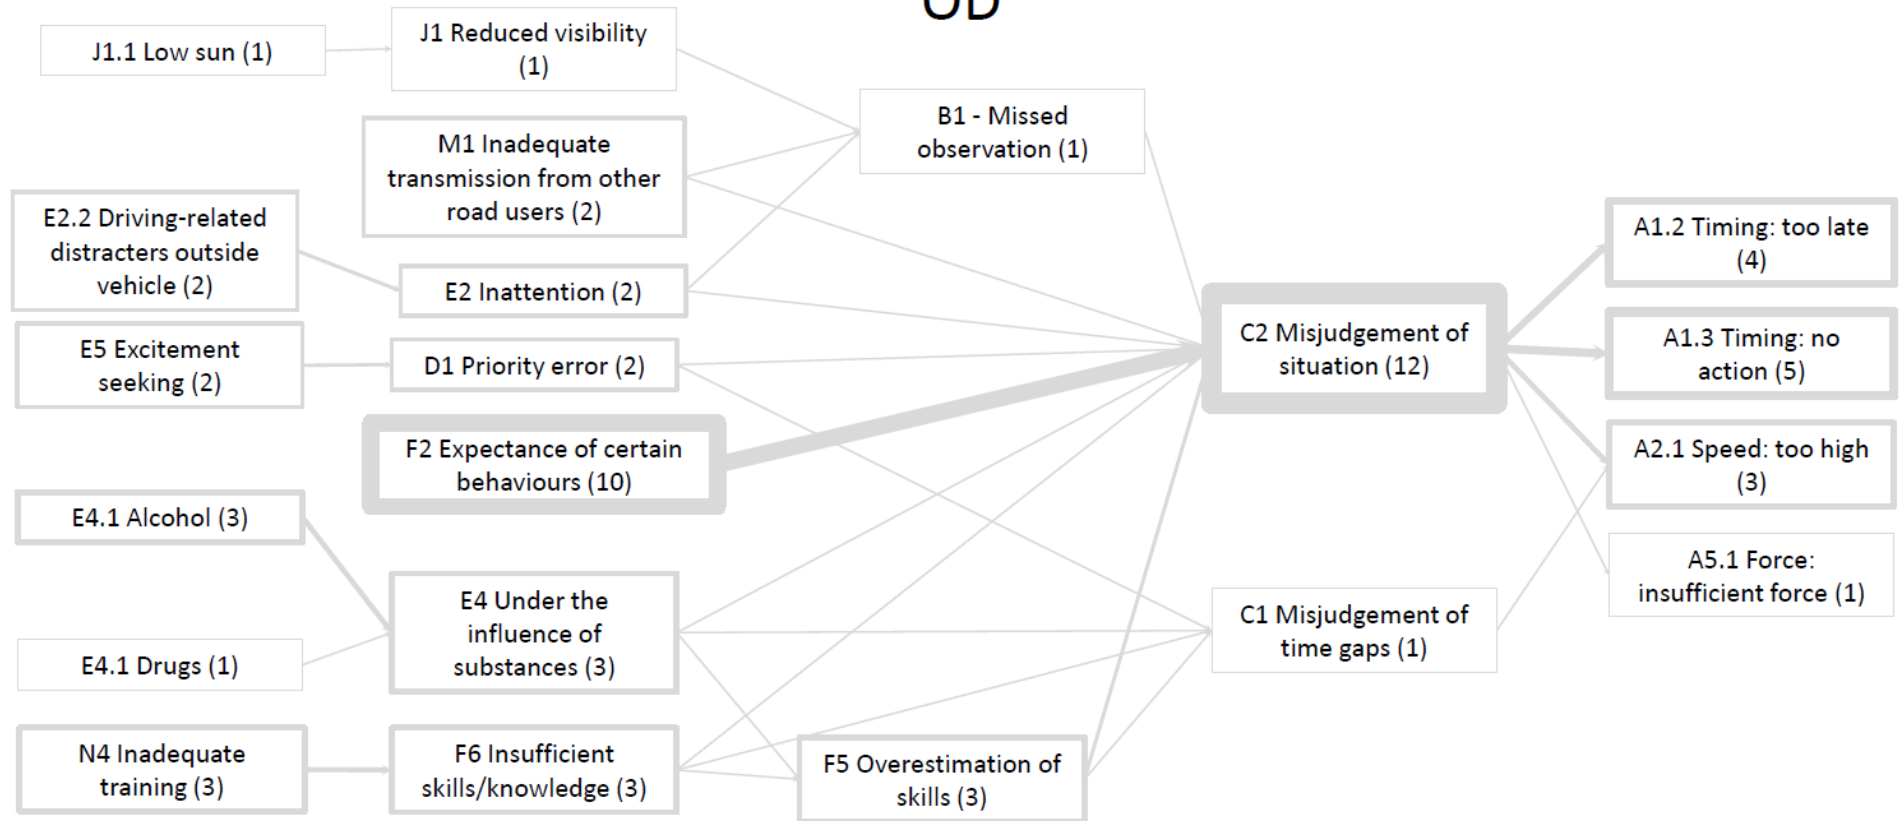 J1.1 Low sun (1)
J1 Reduced visibility
(1)
B1 - Missed
observation (1)
M1 Inadequate
transmission from other
road users (2)
E2.2 Driving-related
distracters outside
vehicle (2)
E2 Inattention (2)
A1.2 Timing: too late
(4)
E5 Excitement
seeking (2)
D1 Priority error (2)
C2 Misjudgement of
situation (12)
A1.3 Timing: no
action (5)
F2 Expectance of certain
behaviours (10)
A2.1 Speed: too high
(3)
E4.1 Alcohol (3)
A5.1 Force:
insufficient force (1)
E4 Under the
influence of
substances (3)
C1 Misjudgement of
time gaps (1)
E4.1 Drugs (1)
N4 Inadequate
training (3)
F6 Insufficient
skills/knowledge (3)
F5 Overestimation of
skills (3)